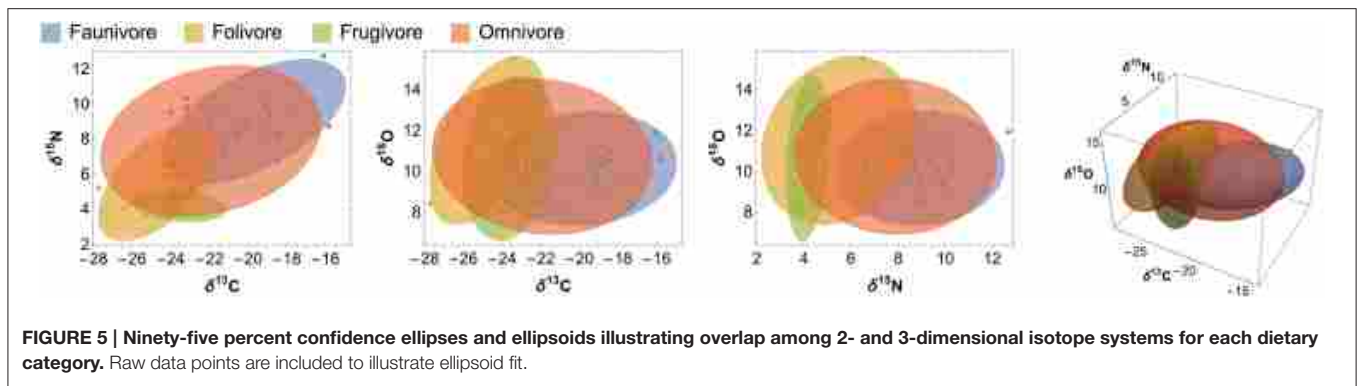 Faunivore Folivore Frugivore Omnivore
12
10
8
6
4
2
δ¹⁵N
−28 −26 −24 −22 −20 −18 −16
δ¹³C
14
12
10
8
δ¹⁸O
−28 −26 −24 −22 −20 −18 −16
δ¹³C
14
12
10
8
δ¹⁸O
2 4 6 8 10 12
δ¹⁵N
δ¹⁵N
10
5
15
δ¹⁸O
10
−25
−20
δ¹³C
−15
FIGURE 5 | Ninety-five percent confidence ellipses and ellipsoids illustrating overlap among 2- and 3-dimensional isotope systems for each dietary
category. Raw data points are included to illustrate ellipsoid fit.